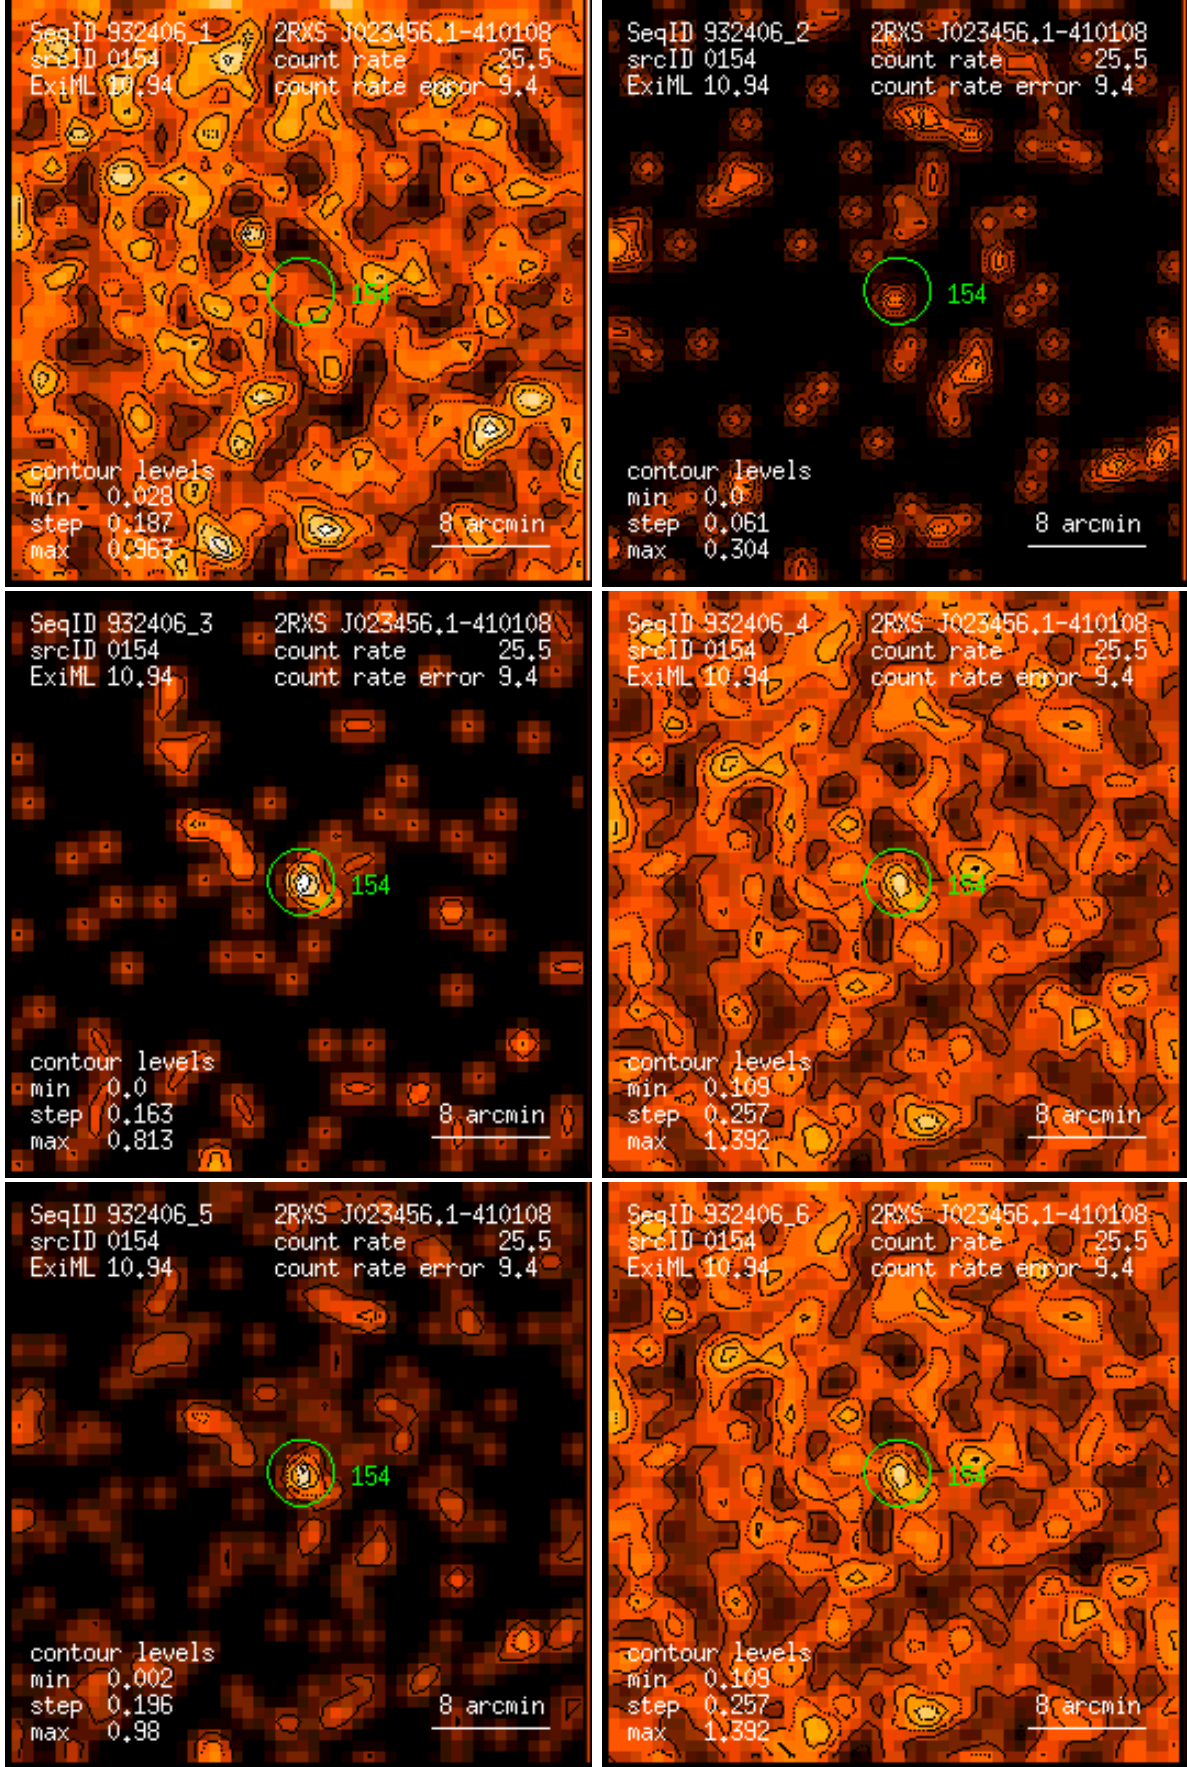 SeqID 932406_1 2RXS J023456.1-410108
srcID 0154 count rate 25.5
ExiML 10.94 count rate error 9.4
154
contour levels
min 0.028
step 0.187 8 arcmin
max 0.963
SeqID 932406_2 2RXS J023456.1-410108
srcID 0154 count rate 25.5
ExiML 10.94 count rate error 9.4
154
contour levels
min 0.0
step 0.061 8 arcmin
max 0.304
SeqID 932406_3 2RXS J023456.1-410108
srcID 0154 count rate 25.5
ExiML 10.94 count rate error 9.4
154
contour levels
min 0.0
step 0.163 8 arcmin
max 0.813
SeqID 932406_4 2RXS J023456.1-410108
srcID 0154 count rate 25.5
ExiML 10.94 count rate error 9.4
154
contour levels
min 0.109
step 0.257 8 arcmin
max 1.392
SeqID 932406_5 2RXS J023456.1-410108
srcID 0154 count rate 25.5
ExiML 10.94 count rate error 9.4
154
contour levels
min 0.002
step 0.196 8 arcmin
max 0.98
SeqID 932406_6 2RXS J023456.1-410108
srcID 0154 count rate 25.5
ExiML 10.94 count rate error 9.4
154
contour levels
min 0.109
step 0.257 8 arcmin
max 1.392